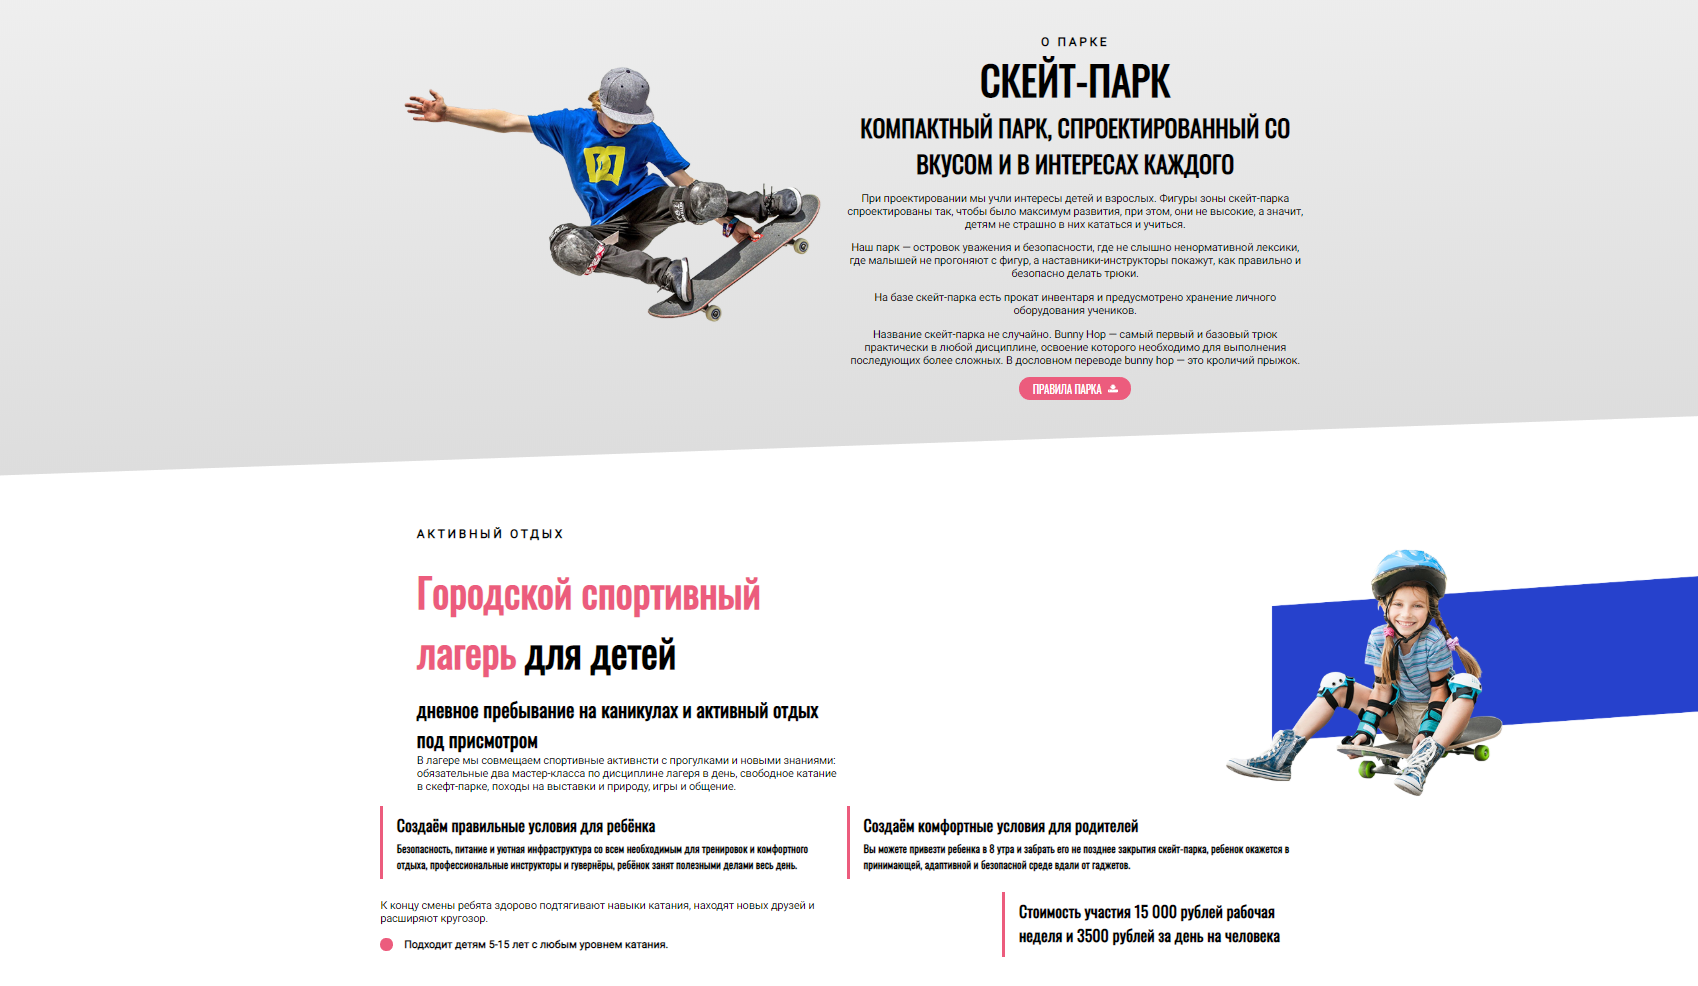 О ПАРКЕ
СКЕЙТ-ПАРК
КОМПАКТНЫЙ ПАРК, СПРОЕКТИРОВАННЫЙ СО
ВКУСОМ И В ИНТЕРЕСАХ КАЖДОГО
При проектировании мы учли интересы детей и взрослых. Фигуры зоны скейт-парка
спроектированы так, чтобы было максимум развития, при этом, они не высокие, а значит,
детям не страшно в них кататься и учиться.
Наш парк — островок уважения и безопасности, где не слышно ненормативной лексики,
где малышей не прогоняют с фигур, а наставники-инструкторы покажут, как правильно и
безопасно делать трюки.
На базе скейт-парка есть прокат инвентаря и предусмотрено хранение личного
оборудования учеников.
Название скейт-парка не случайно. Bunny Hop — самый первый и базовый трюк
практически в любой дисциплине, освоение которого необходимо для выполнения
последующих более сложных. В дословном переводе bunny hop — это кроличий прыжок.
ПРАВИЛА ПАРКА
АКТИВНЫЙ ОТДЫХ
Городской спортивный
лагерь для детей
дневное пребывание на каникулах и активный отдых
под присмотром
В лагере мы совмещаем спортивные активнсти с прогулками и новыми знаниями:
обязательные два мастер-класса по дисциплине лагеря в день, свободное катание
в скефт-парке, походы на выставки и природу, игры и общение.
Создаём правильные условия для ребёнка
Безопасность, питание и уютная инфраструктура со всем необходимым для тренировок и комфортного
отдыха, профессиональные инструкторы и гувернёры, ребёнок занят полезными делами весь день.
Создаём комфортные условия для родителей
Вы можете привезти ребенка в 8 утра и забрать его не позднее закрытия скейт-парка, ребенок окажется в
принимающей, адаптивной и безопасной среде вдали от гаджетов.
К концу смены ребята здорово подтягивают навыки катания, находят новых друзей и
расширяют кругозор.
Подходит детям 5-15 лет с любым уровнем катания.
Стоимость участия 15 000 рублей рабочая
неделя и 3500 рублей за день на человека